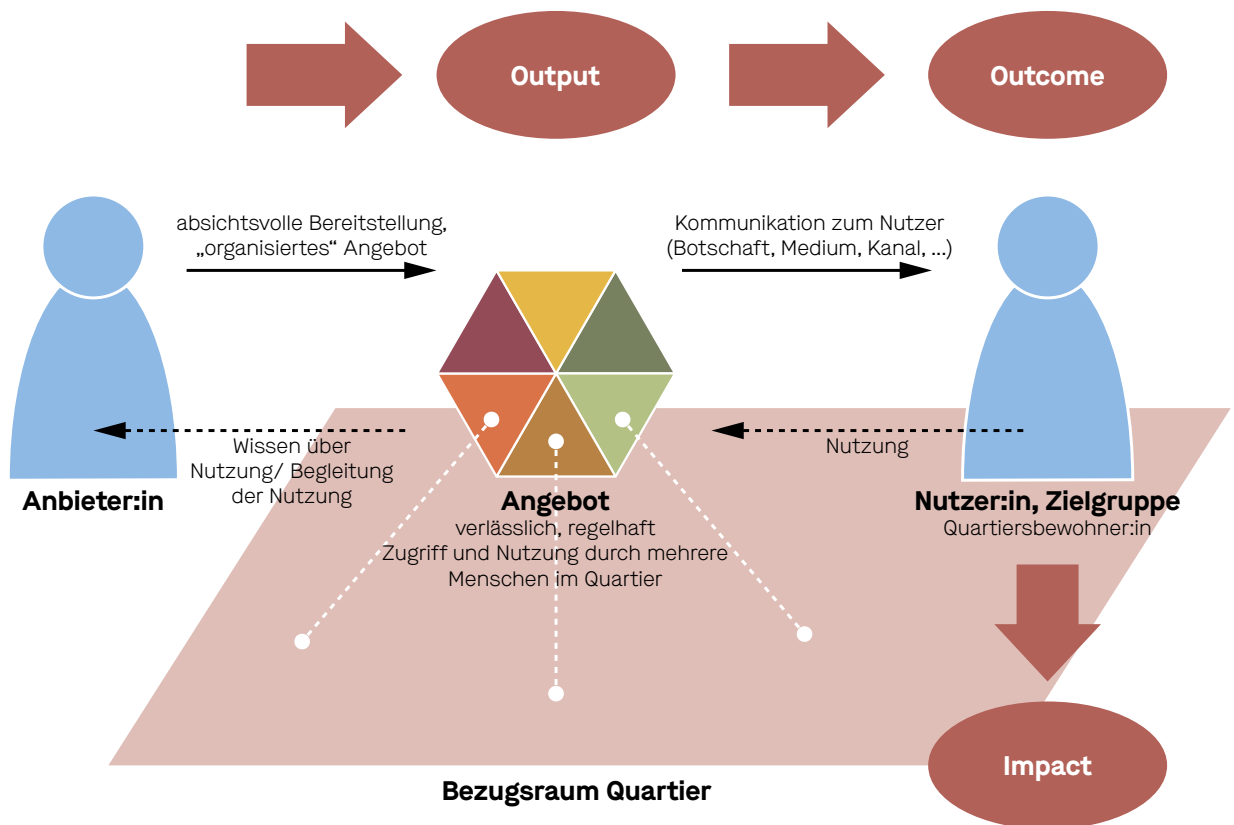 Output
Outcome
absichtsvolle Bereitstellung,
„organisiertes“ Angebot
Kommunikation zum Nutzer
(Botschaft, Medium, Kanal, ...)
Wissen über
Nutzung/ Begleitung
der Nutzung
Nutzung
Anbieter:in
Angebot
verlässlich, regelhaft
Zugriff und Nutzung durch mehrere
Menschen im Quartier
Nutzer:in, Zielgruppe
Quartiersbewohner:in
Impact
Bezugsraum Quartier